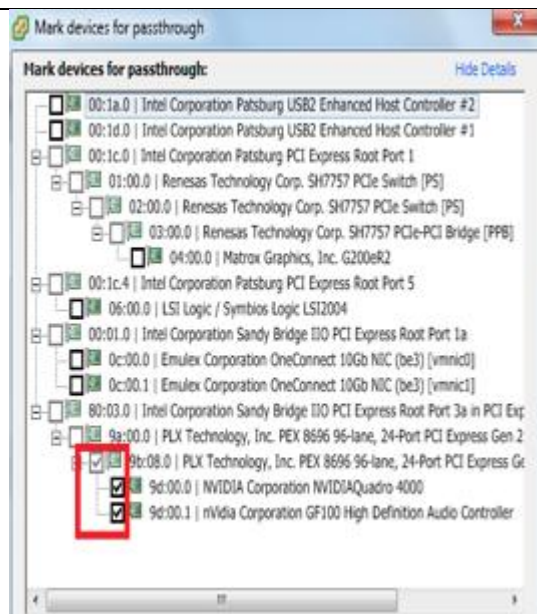 Mark devices for passthrough
Mark devices for passthrough: Hide Details
00:1a.0 | Intel Corporation Patsburg USB2 Enhanced Host Controller #2
00:1d.0 | Intel Corporation Patsburg USB2 Enhanced Host Controller #1
00:1c.0 | Intel Corporation Patsburg PCI Express Root Port 1
01:00.0 | Renesas Technology Corp. SH7757 PCIe Switch [PS]
02:00.0 | Renesas Technology Corp. SH7757 PCIe Switch [PS]
03:00.0 | Renesas Technology Corp. SH7757 PCIe-PCI Bridge [PPB]
04:00.0 | Matrox Graphics, Inc. G200eR2
00:1c.4 | Intel Corporation Patsburg PCI Express Root Port 5
06:00.0 | LSI Logic / Symbios Logic LSI2004
00:01.0 | Intel Corporation Sandy Bridge IIO PCI Express Root Port 1a
0c:00.0 | Emulex Corporation OneConnect 10Gb NIC (be3) [vmnic0]
0c:00.1 | Emulex Corporation OneConnect 10Gb NIC (be3) [vmnic1]
80:03.0 | Intel Corporation Sandy Bridge IIO PCI Express Root Port 3a in PCI Exp
9a:00.0 | PLX Technology, Inc. PEX 8696 96-lane, 24-Port PCI Express Gen 2
9b:08.0 | PLX Technology, Inc. PEX 8696 96-lane, 24-Port PCI Express Ge
9d:00.0 | NVIDIA Corporation NVIDIAQuadro 4000
9d:00.1 | nVidia Corporation GF100 High Definition Audio Controller